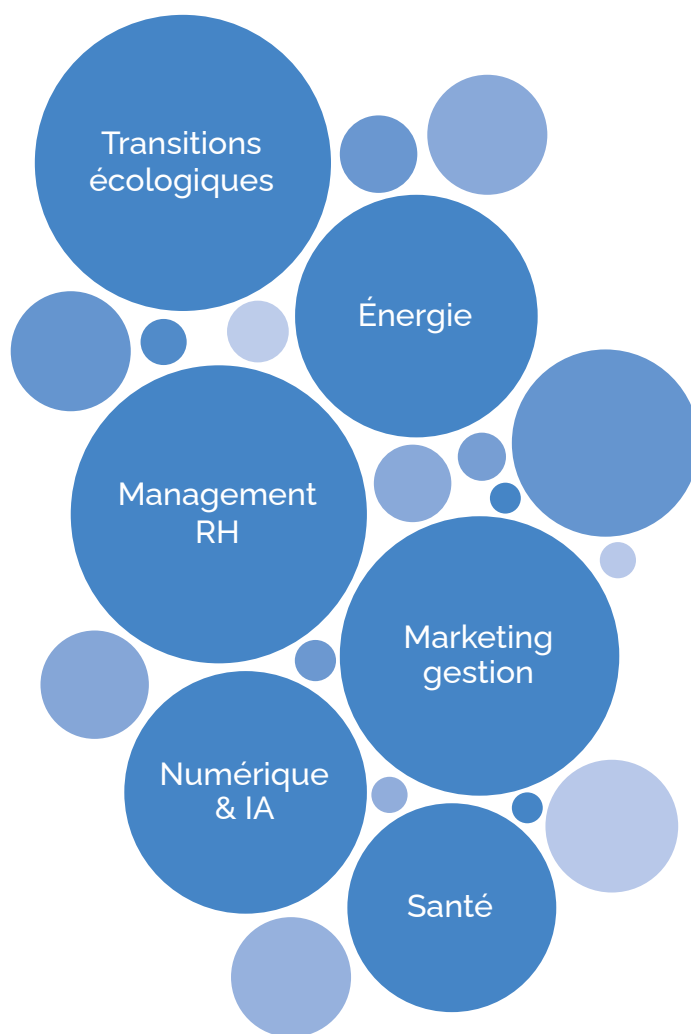 Transitions
écologiques
Énergie
Management
RH
Marketing
gestion
Numérique
& IA
Santé